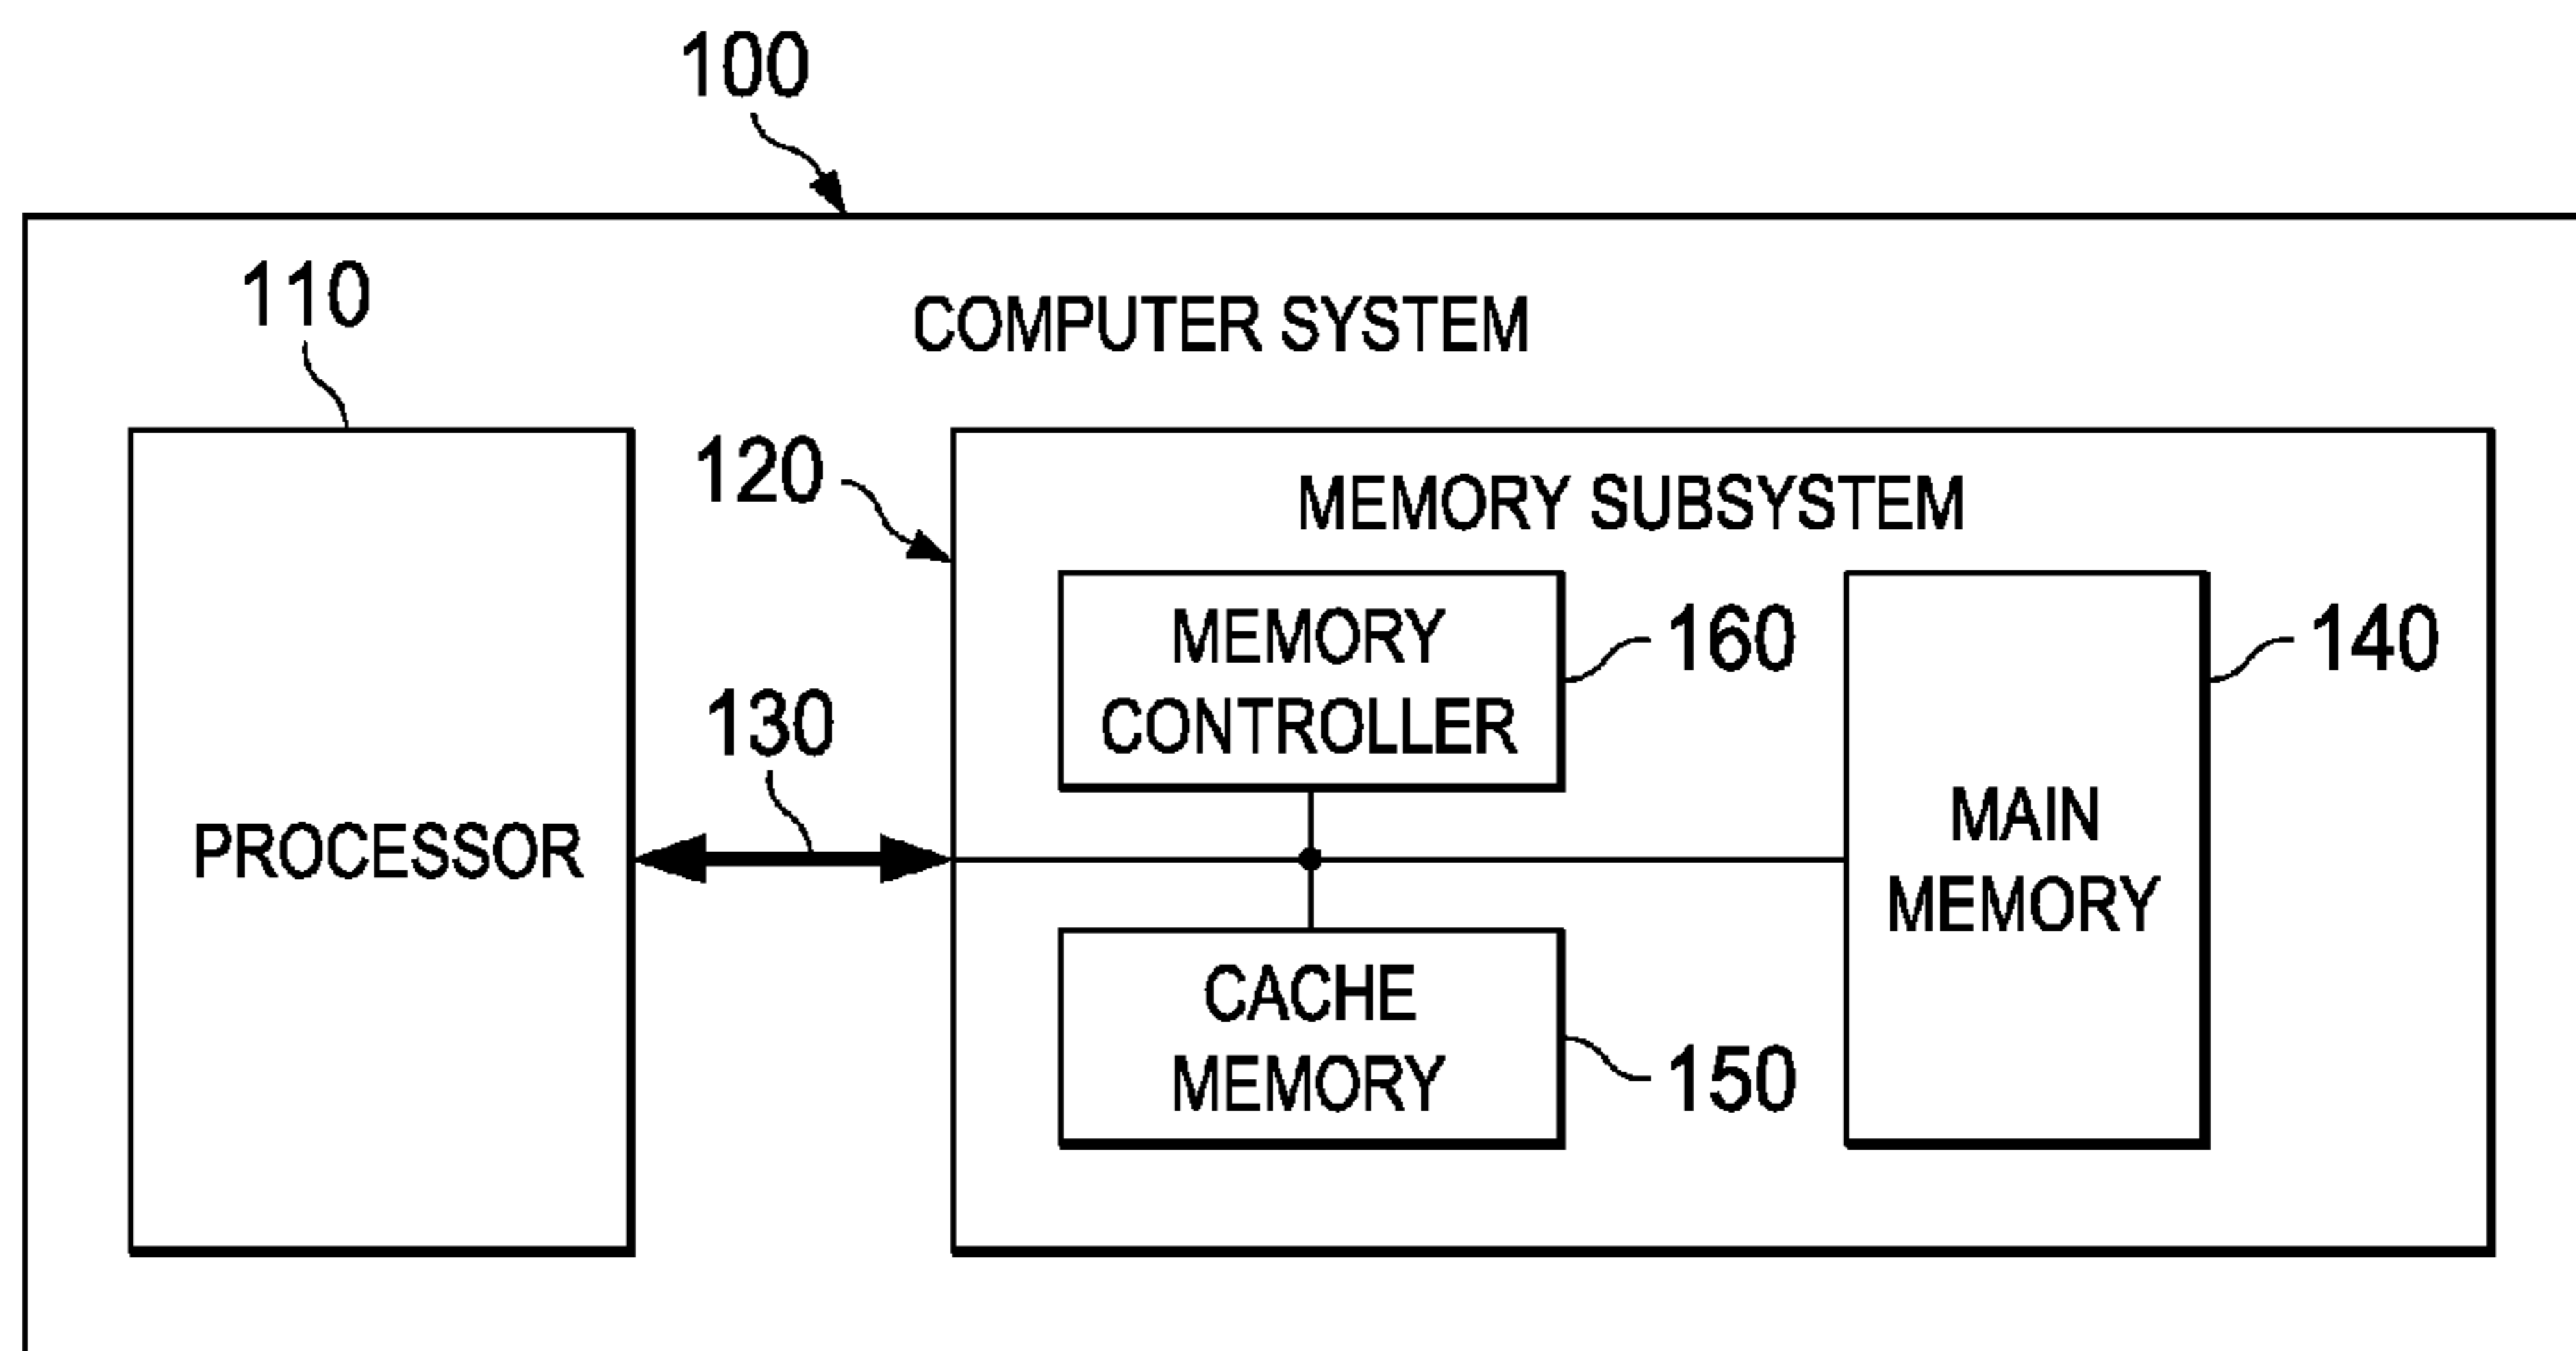 100
110
COMPUTER SYSTEM
120
MEMORY SUBSYSTEM
MEMORY
CONTROLLER
160
140
130
PROCESSOR
MAIN
MEMORY
CACHE
MEMORY
150